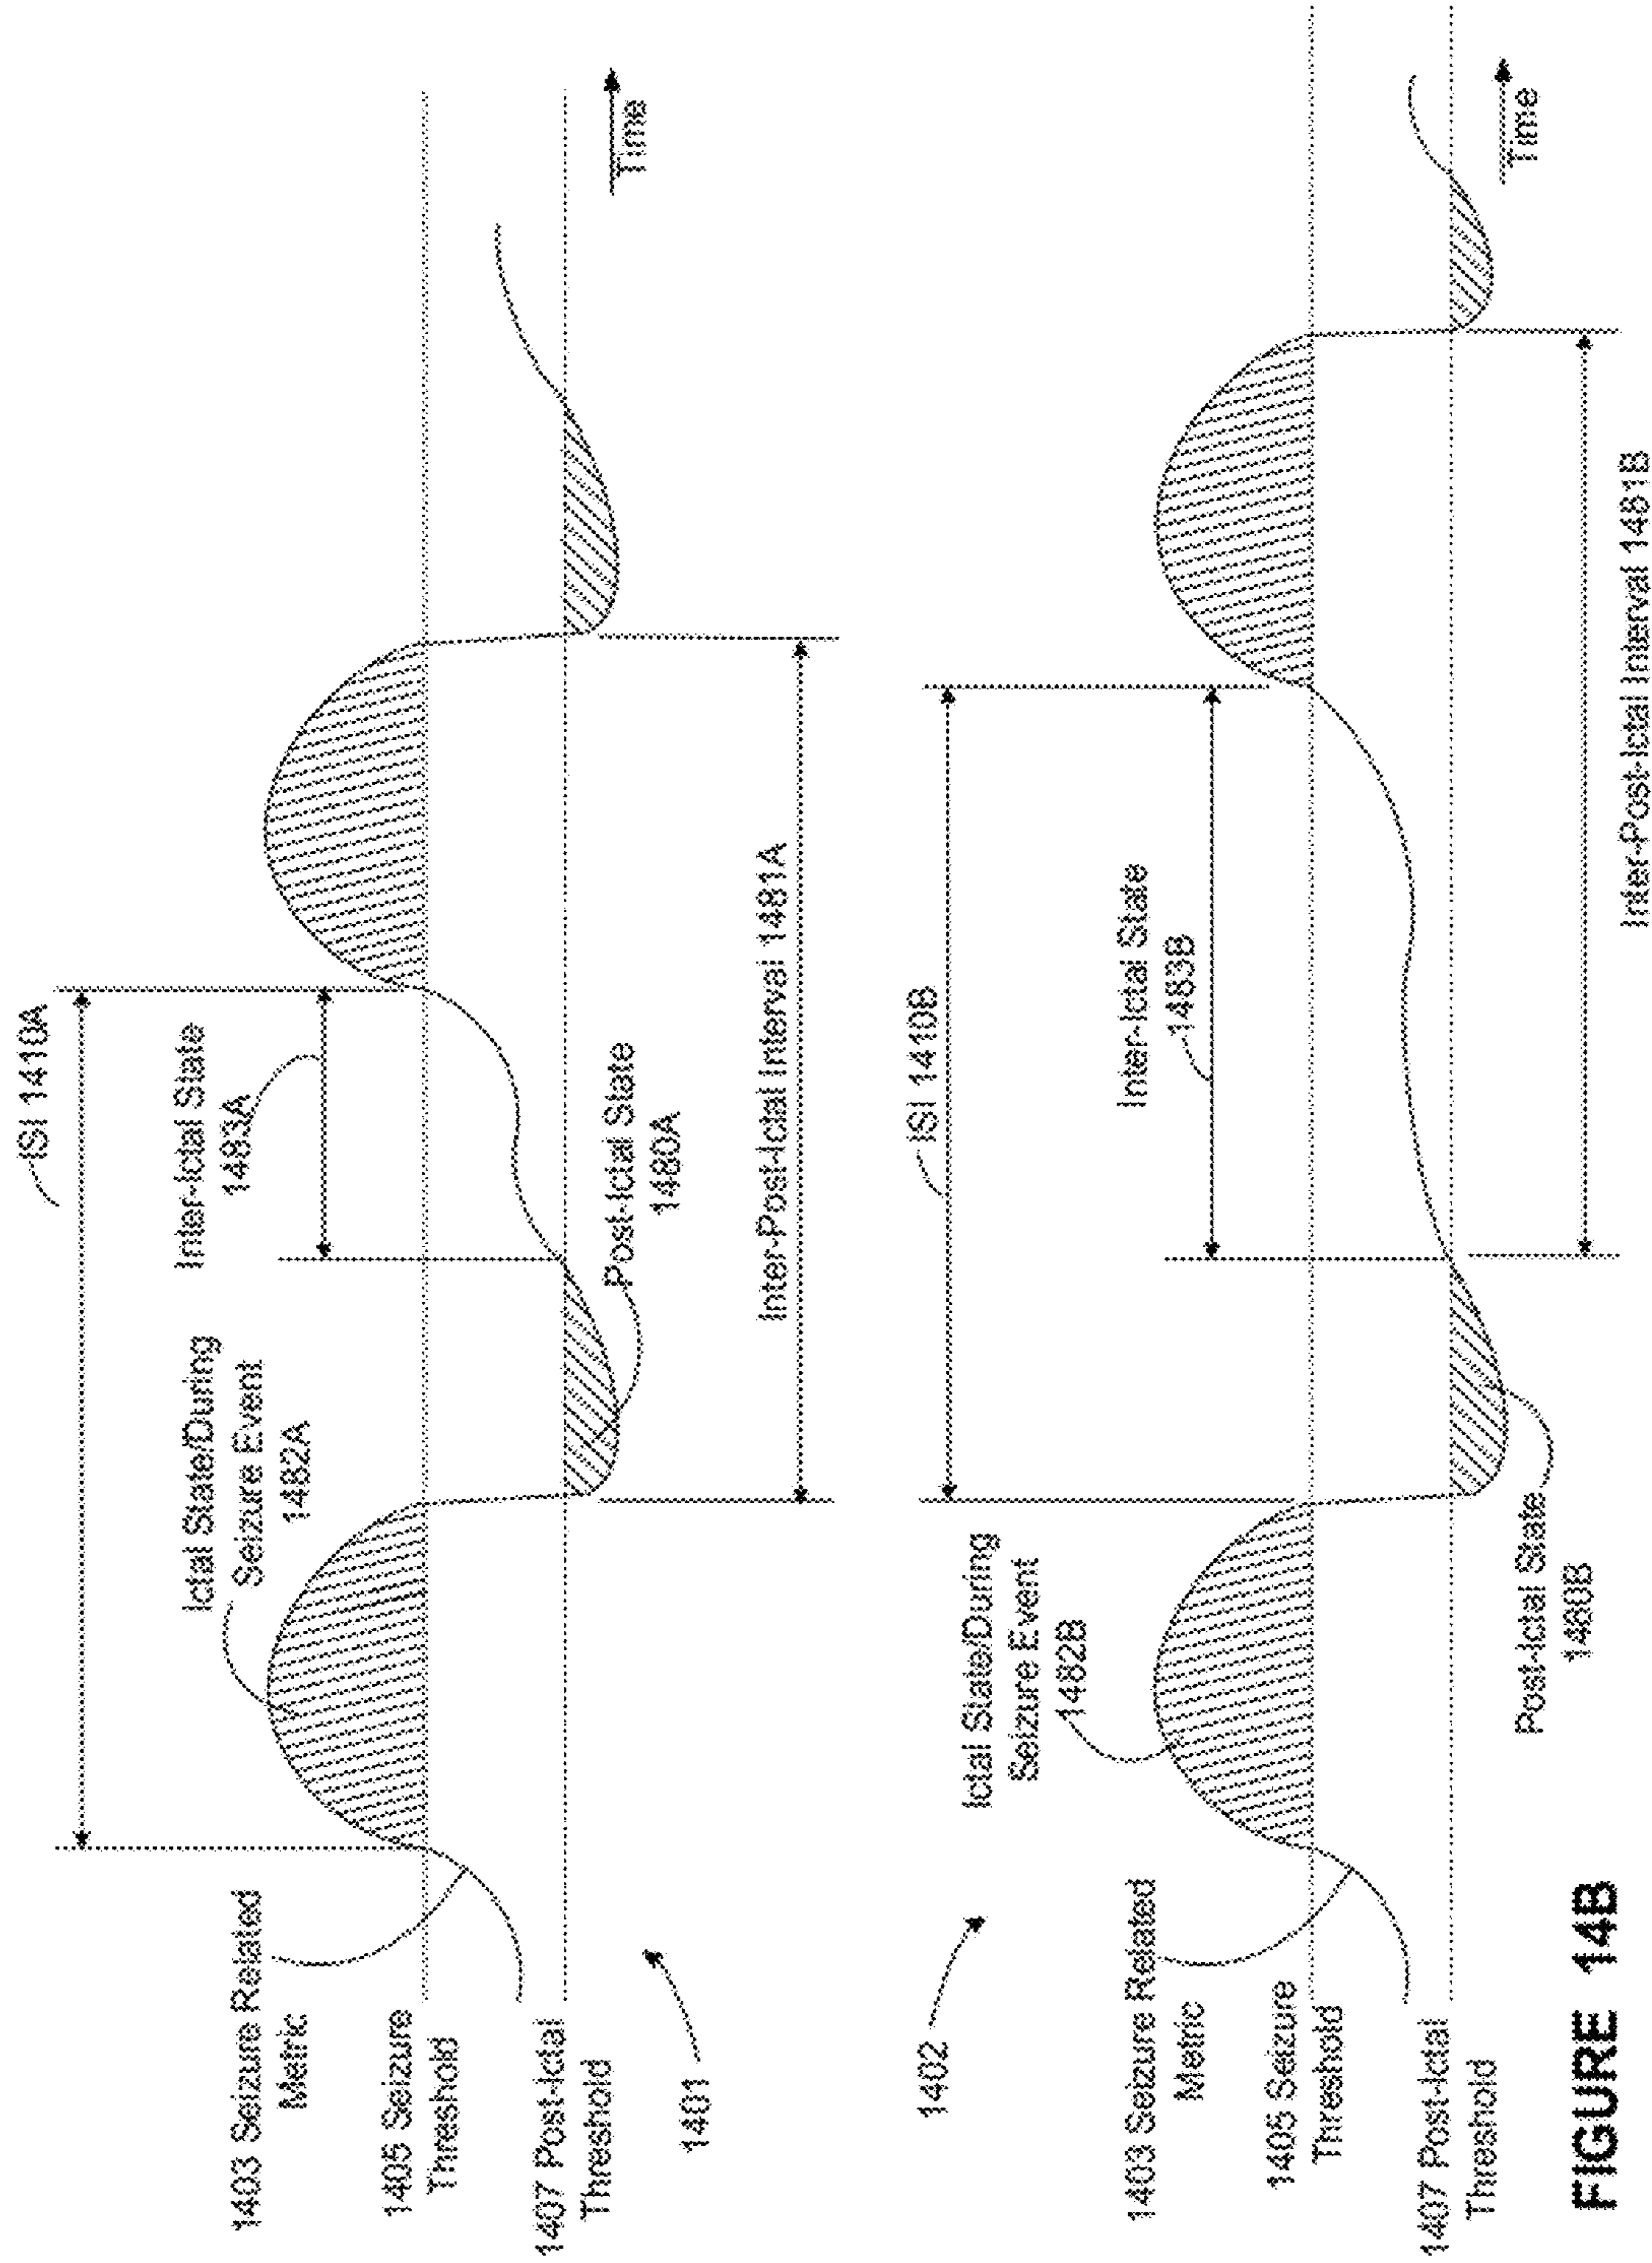 ISI 1410A
Inter-Ictal State
1483A
Ictal State/During
Seizure Event
1482A
1403 Seizure Related
Metric
1405 Seizure
Threshold
1407 Post-Ictal
Threshold
Post-Ictal State
1480A
Time
Inter-Post-Ictal Interval 1481A
1401
1402
ISI 1410B
Inter-Ictal State
1483B
Ictal State/During
Seizure Event
1482B
1403 Seizure Related
Metric
1405 Seizure
Threshold
1407 Post-Ictal
Threshold
Post-Ictal State
1480B
Time
Inter-Post-Ictal Interval 1481B
FIGURE 14B